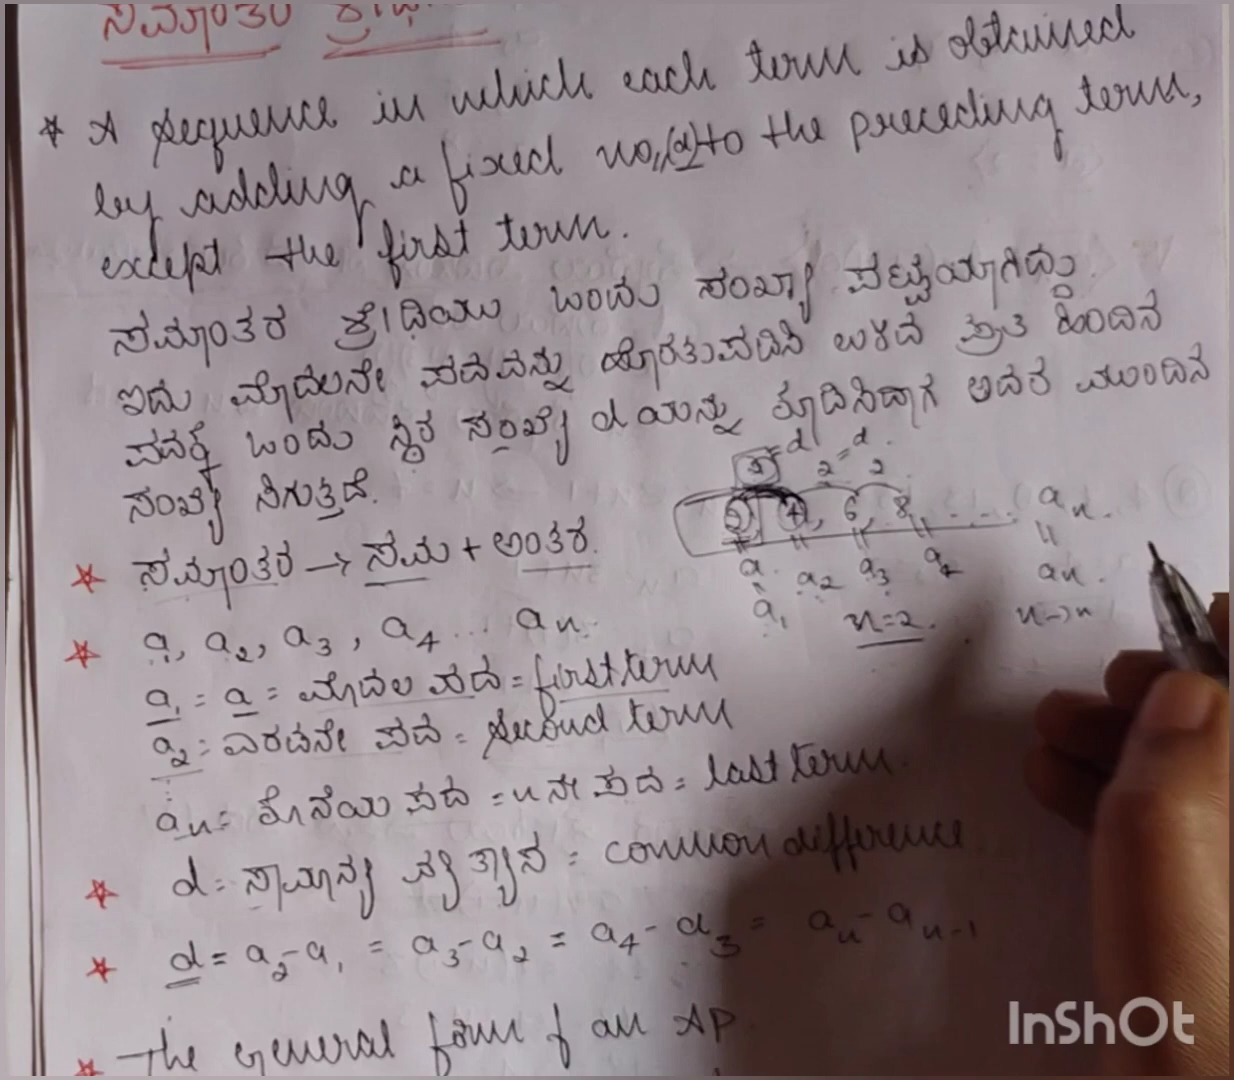 ಸಮಾಂತರ ಶ್ರೇಢಿ
* A sequence in which each term is obtained
by adding a fixed no,(d) to the preceding term,
except the first term.
ಸಮಾಂತರ ಶ್ರೇಢಿಯು ಒಂದು ಸಂಖ್ಯಾ ಪಟ್ಟಿಯಾಗಿದ್ದು
ಇದು ಮೊದಲನೇ ಪದವನ್ನು ಹೊರತುಪಡಿಸಿ ಉಳಿದ ಪ್ರತಿ ಹಿಂದಿನ
ಪದಕ್ಕೆ ಒಂದು ಸ್ಥಿರ ಸಂಖ್ಯೆ d ಯನ್ನು ಕೂಡಿಸಿದಾಗ ಅದರ ಮುಂದಿನ
ಸಂಖ್ಯೆ ಸಿಗುತ್ತದೆ.
2=d 2=d 2
2, 4, 6, 8, ..... an.
a a2 a3 an.
a1 n=2. n->n
* ಸಮಾಂತರ → ಸಮ + ಅಂತರ.
* a, a2, a3, a4... an.
a1 = a = ಮೊದಲ ಪದ = first term
a2 = ಎರಡನೇ ಪದ = second term
an = ಕೊನೆಯ ಪದ = n ನೇ ಪದ = last term.
* d = ಸಾಮಾನ್ಯ ವ್ಯತ್ಯಾಸ = common difference
* d = a2-a1 = a3-a2 = a4-a3 = an-an-1
* The general form of an AP.
InShOt